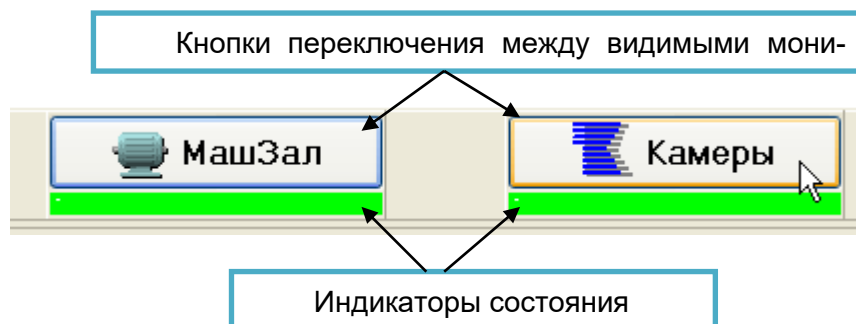 Кнопки переключения между видимыми мони-
МашЗал
Камеры
Индикаторы состояния